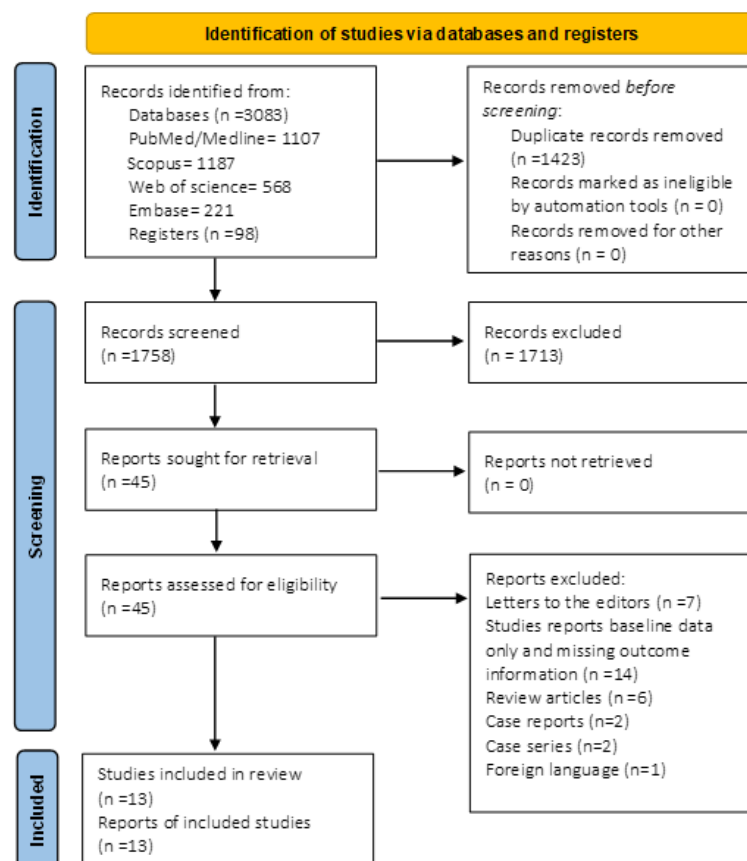 Identification of studies via databases and registers
Identification
Records identified from:
Databases (n =3083)
PubMed/Medline= 1107
Scopus= 1187
Web of science= 568
Embase= 221
Registers (n =98)
Records removed before
screening:
Duplicate records removed
(n =1423)
Records marked as ineligible
by automation tools (n = 0)
Records removed for other
reasons (n = 0)
Screening
Records screened
(n =1758)
Records excluded
(n = 1713)
Reports sought for retrieval
(n =45)
Reports not retrieved
(n = 0)
Reports assessed for eligibility
(n =45)
Reports excluded:
Letters to the editors (n =7)
Studies reports baseline data
only and missing outcome
information (n =14)
Review articles (n =6)
Case reports (n=2)
Case series (n=2)
Foreign language (n=1)
Included
Studies included in review
(n =13)
Reports of included studies
(n =13)